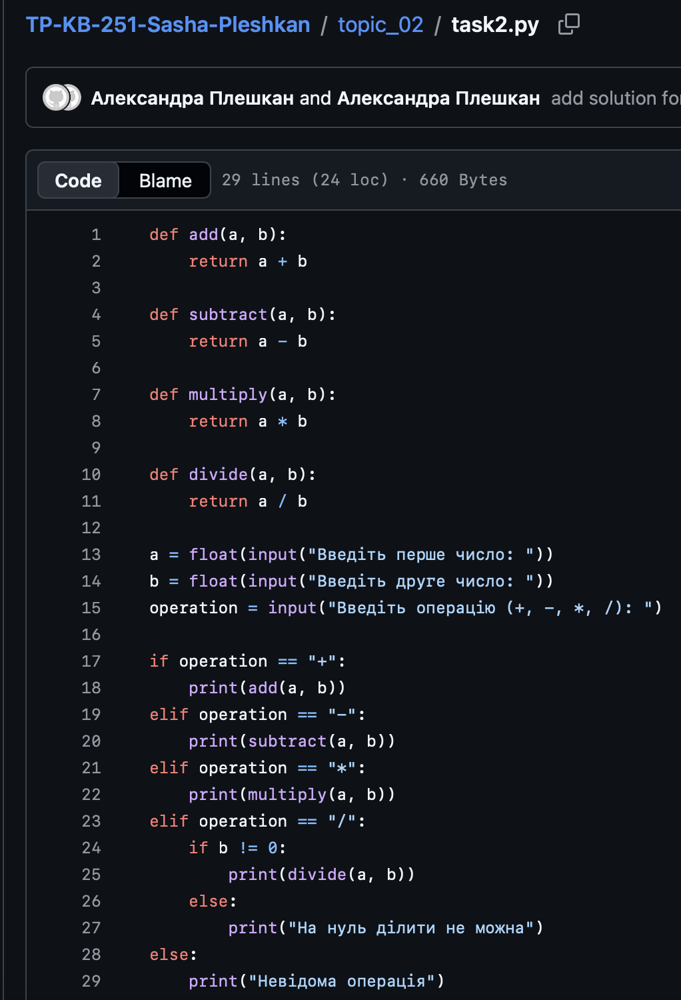 TP-KB-251-Sasha-Pleshkan / topic_02 / task2.py
Александра Плешкан and Александра Плешкан add solution
Code Blame 29 lines (24 loc) · 660 Bytes
1 def add(a, b):
2     return a + b
3
4 def subtract(a, b):
5     return a - b
6
7 def multiply(a, b):
8     return a * b
9
10 def divide(a, b):
11     return a / b
12
13 a = float(input("Введіть перше число: "))
14 b = float(input("Введіть друге число: "))
15 operation = input("Введіть операцію (+, -, *, /): ")
16
17 if operation == "+":
18     print(add(a, b))
19 elif operation == "-":
20     print(subtract(a, b))
21 elif operation == "*":
22     print(multiply(a, b))
23 elif operation == "/":
24     if b != 0:
25         print(divide(a, b))
26     else:
27         print("На нуль ділити не можна")
28 else:
29     print("Невідома операція")